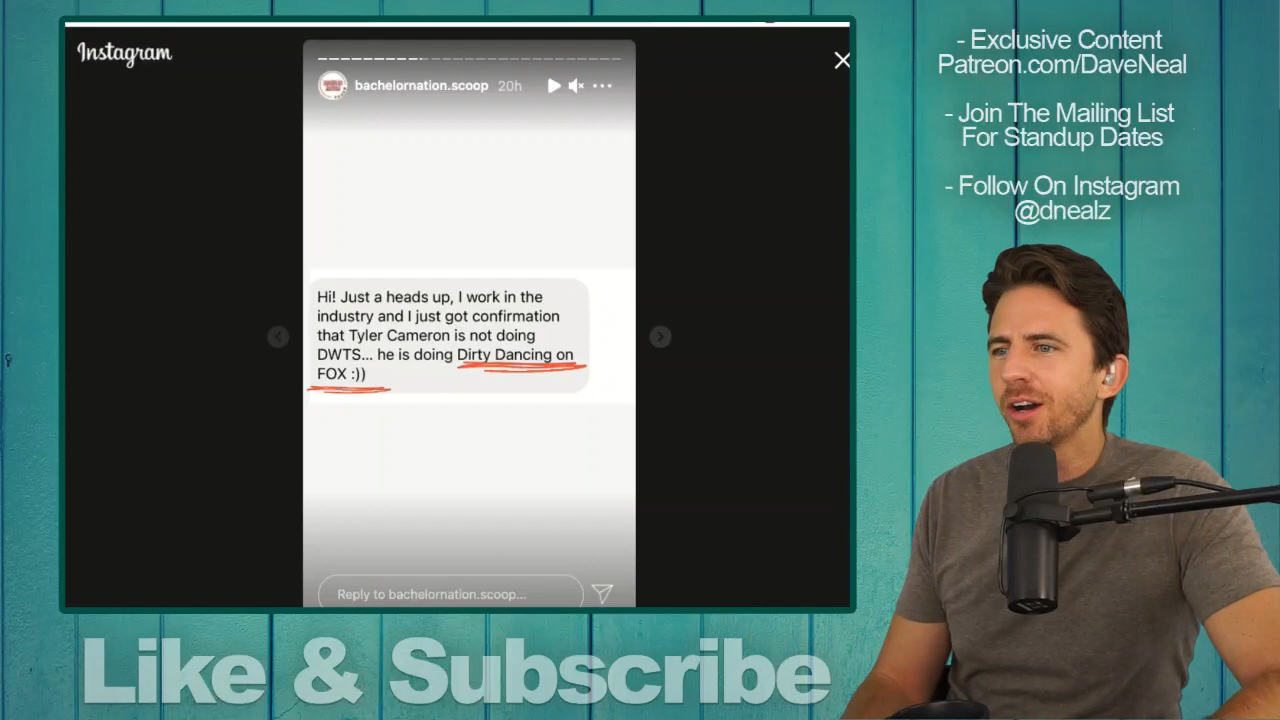 Instagram
bachelornation.scoop 20h
Hi! Just a heads up, I work in the
industry and I just got confirmation
that Tyler Cameron is not doing
DWTS... he is doing Dirty Dancing on
FOX :))
Reply to bachelornation.scoop...
- Exclusive Content
Patreon.com/DaveNeal
- Join The Mailing List
For Standup Dates
- Follow On Instagram
@dnealz
Like & Subscribe